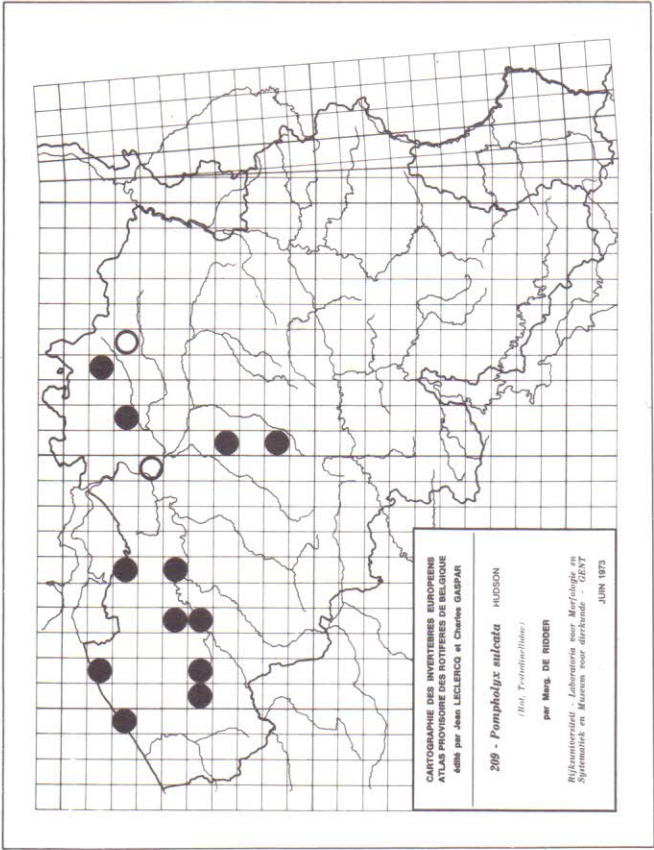 CARTOGRAPHIE DES INVERTEBRES EUROPEENS
ATLAS PROVISOIRE DES ROTIFERES DE BELGIQUE
édité par Jean LECLERCQ et Charles GASPAR
209 - Pompholyx sulcata HUDSON
(Rot. Testudinellidae)
par Marg. DE RIDDER
Rijksuniversiteit - Laboratoria voor Morfologie en
Systematiek en Museum voor dierkunde - GENT
JUIN 1973